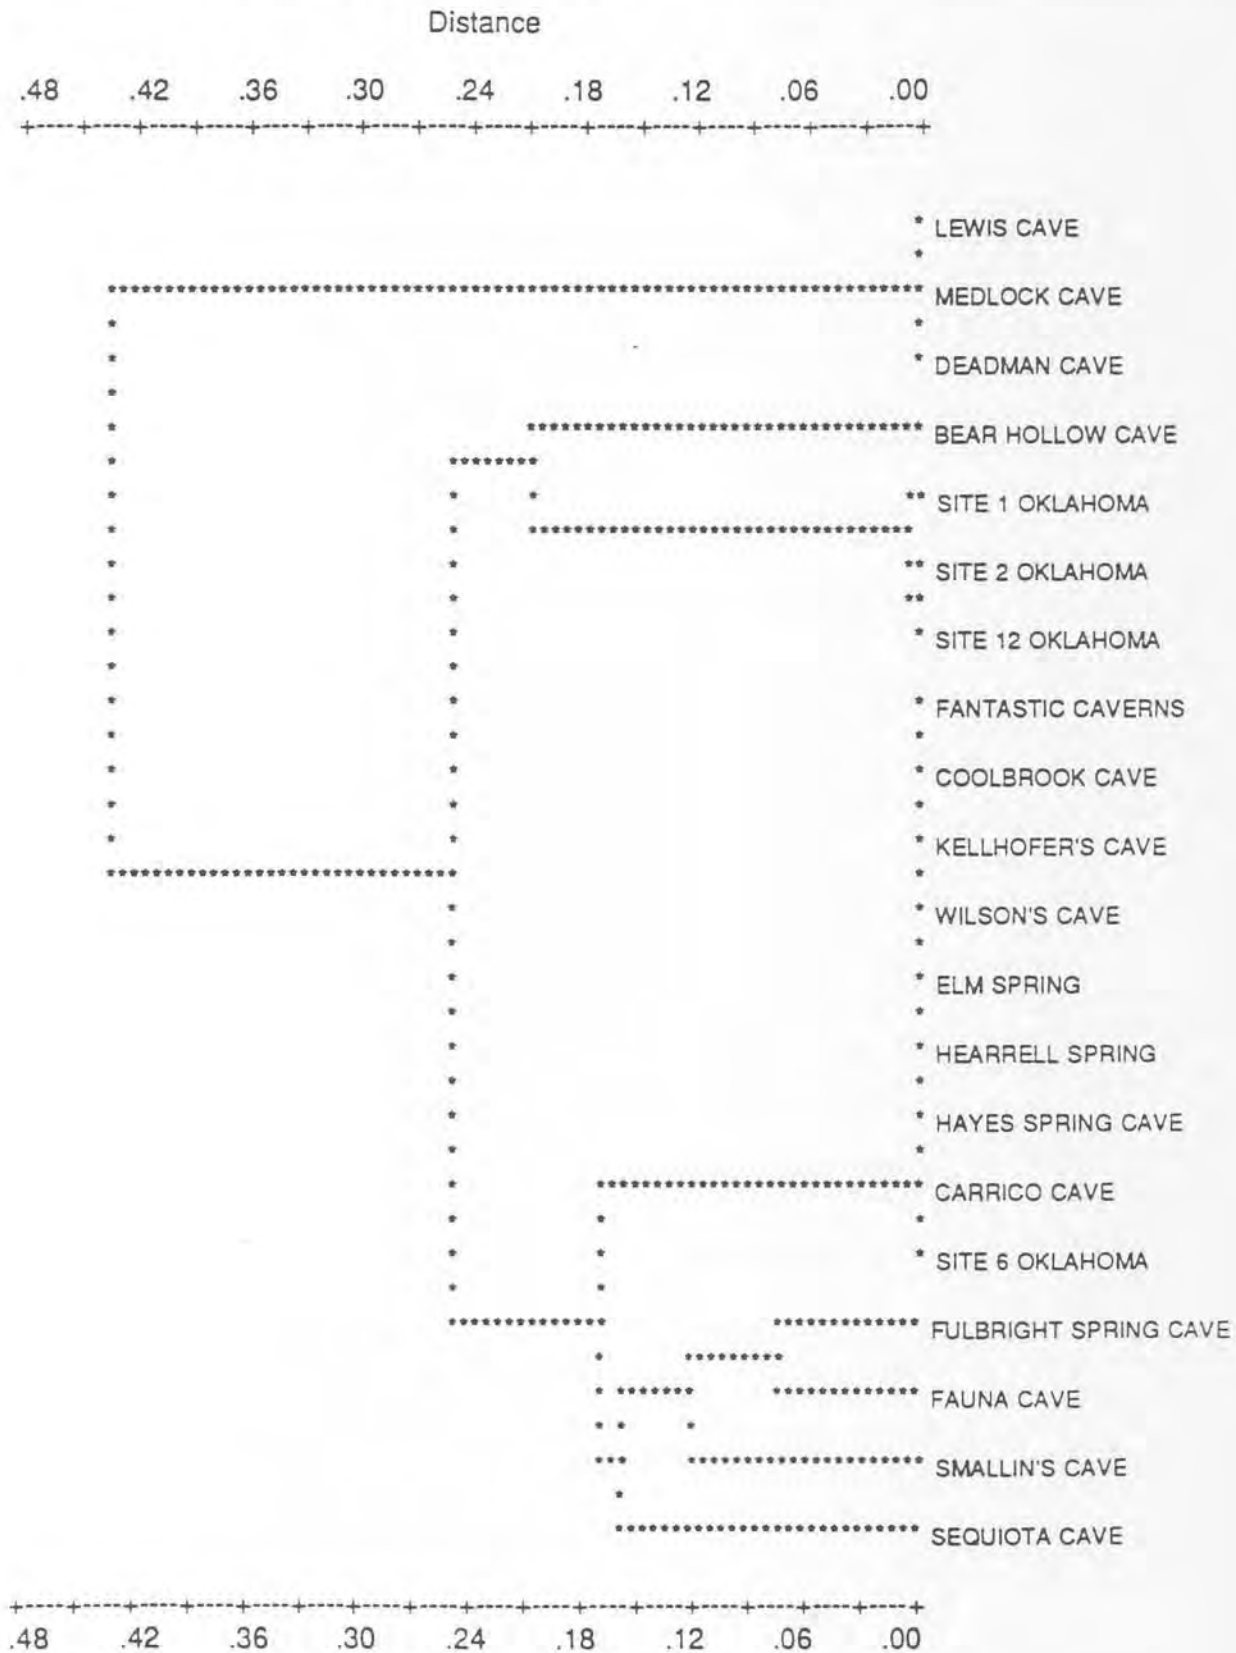 Distance
.48 .42 .36 .30 .24 .18 .12 .06 .00
LEWIS CAVE
MEDLOCK CAVE
DEADMAN CAVE
BEAR HOLLOW CAVE
SITE 1 OKLAHOMA
SITE 2 OKLAHOMA
SITE 12 OKLAHOMA
FANTASTIC CAVERNS
COOLBROOK CAVE
KELLHOFER'S CAVE
WILSON'S CAVE
ELM SPRING
HEARRELL SPRING
HAYES SPRING CAVE
CARRICO CAVE
SITE 6 OKLAHOMA
FULBRIGHT SPRING CAVE
FAUNA CAVE
SMALLIN'S CAVE
SEQUIOTA CAVE
.48 .42 .36 .30 .24 .18 .12 .06 .00